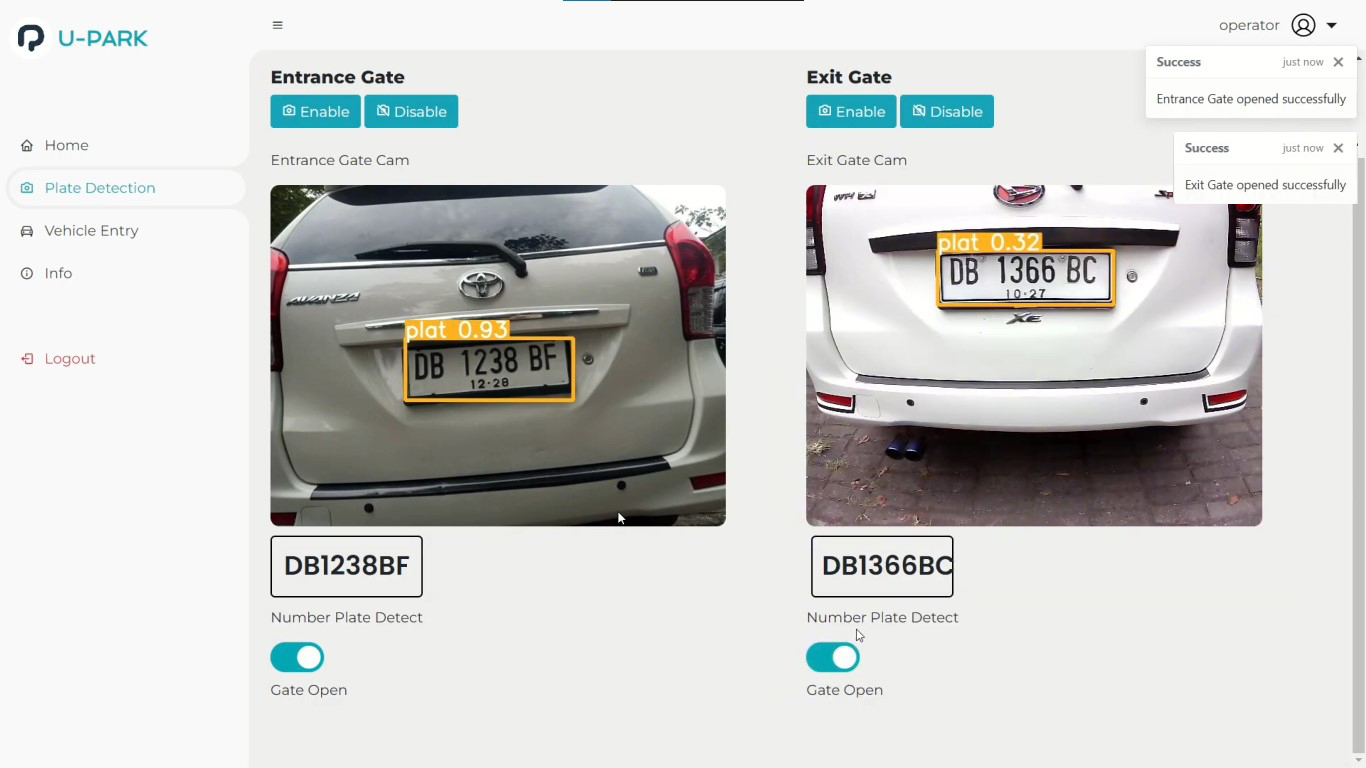 U-PARK
operator
Success just now
Entrance Gate opened successfully
Success just now
Exit Gate opened successfully
Home
Plate Detection
Vehicle Entry
Info
Logout
Entrance Gate
Enable Disable
Entrance Gate Cam
AVANZA
plat 0.93
DB 1238 BF
12·28
DB1238BF
Number Plate Detect
Gate Open
Exit Gate
Enable Disable
Exit Gate Cam
plat 0.32
DB 1366 BC
10·27
XE
DB1366BC
Number Plate Detect
Gate Open